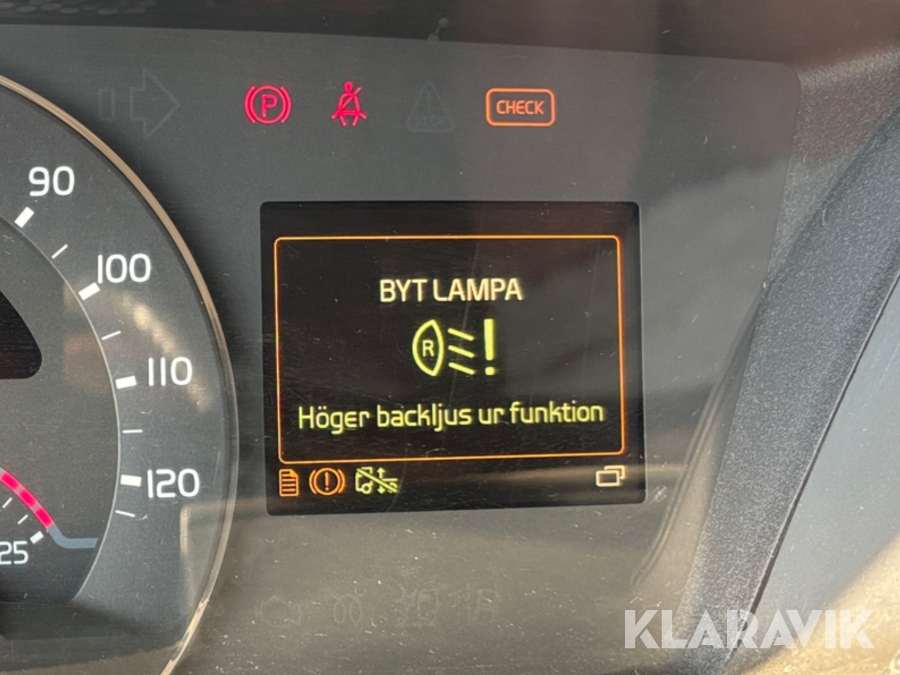 P
CHECK
90
100
110
120
25
BYT LAMPA
R
!
Höger backljus ur funktion
KLARAVIK